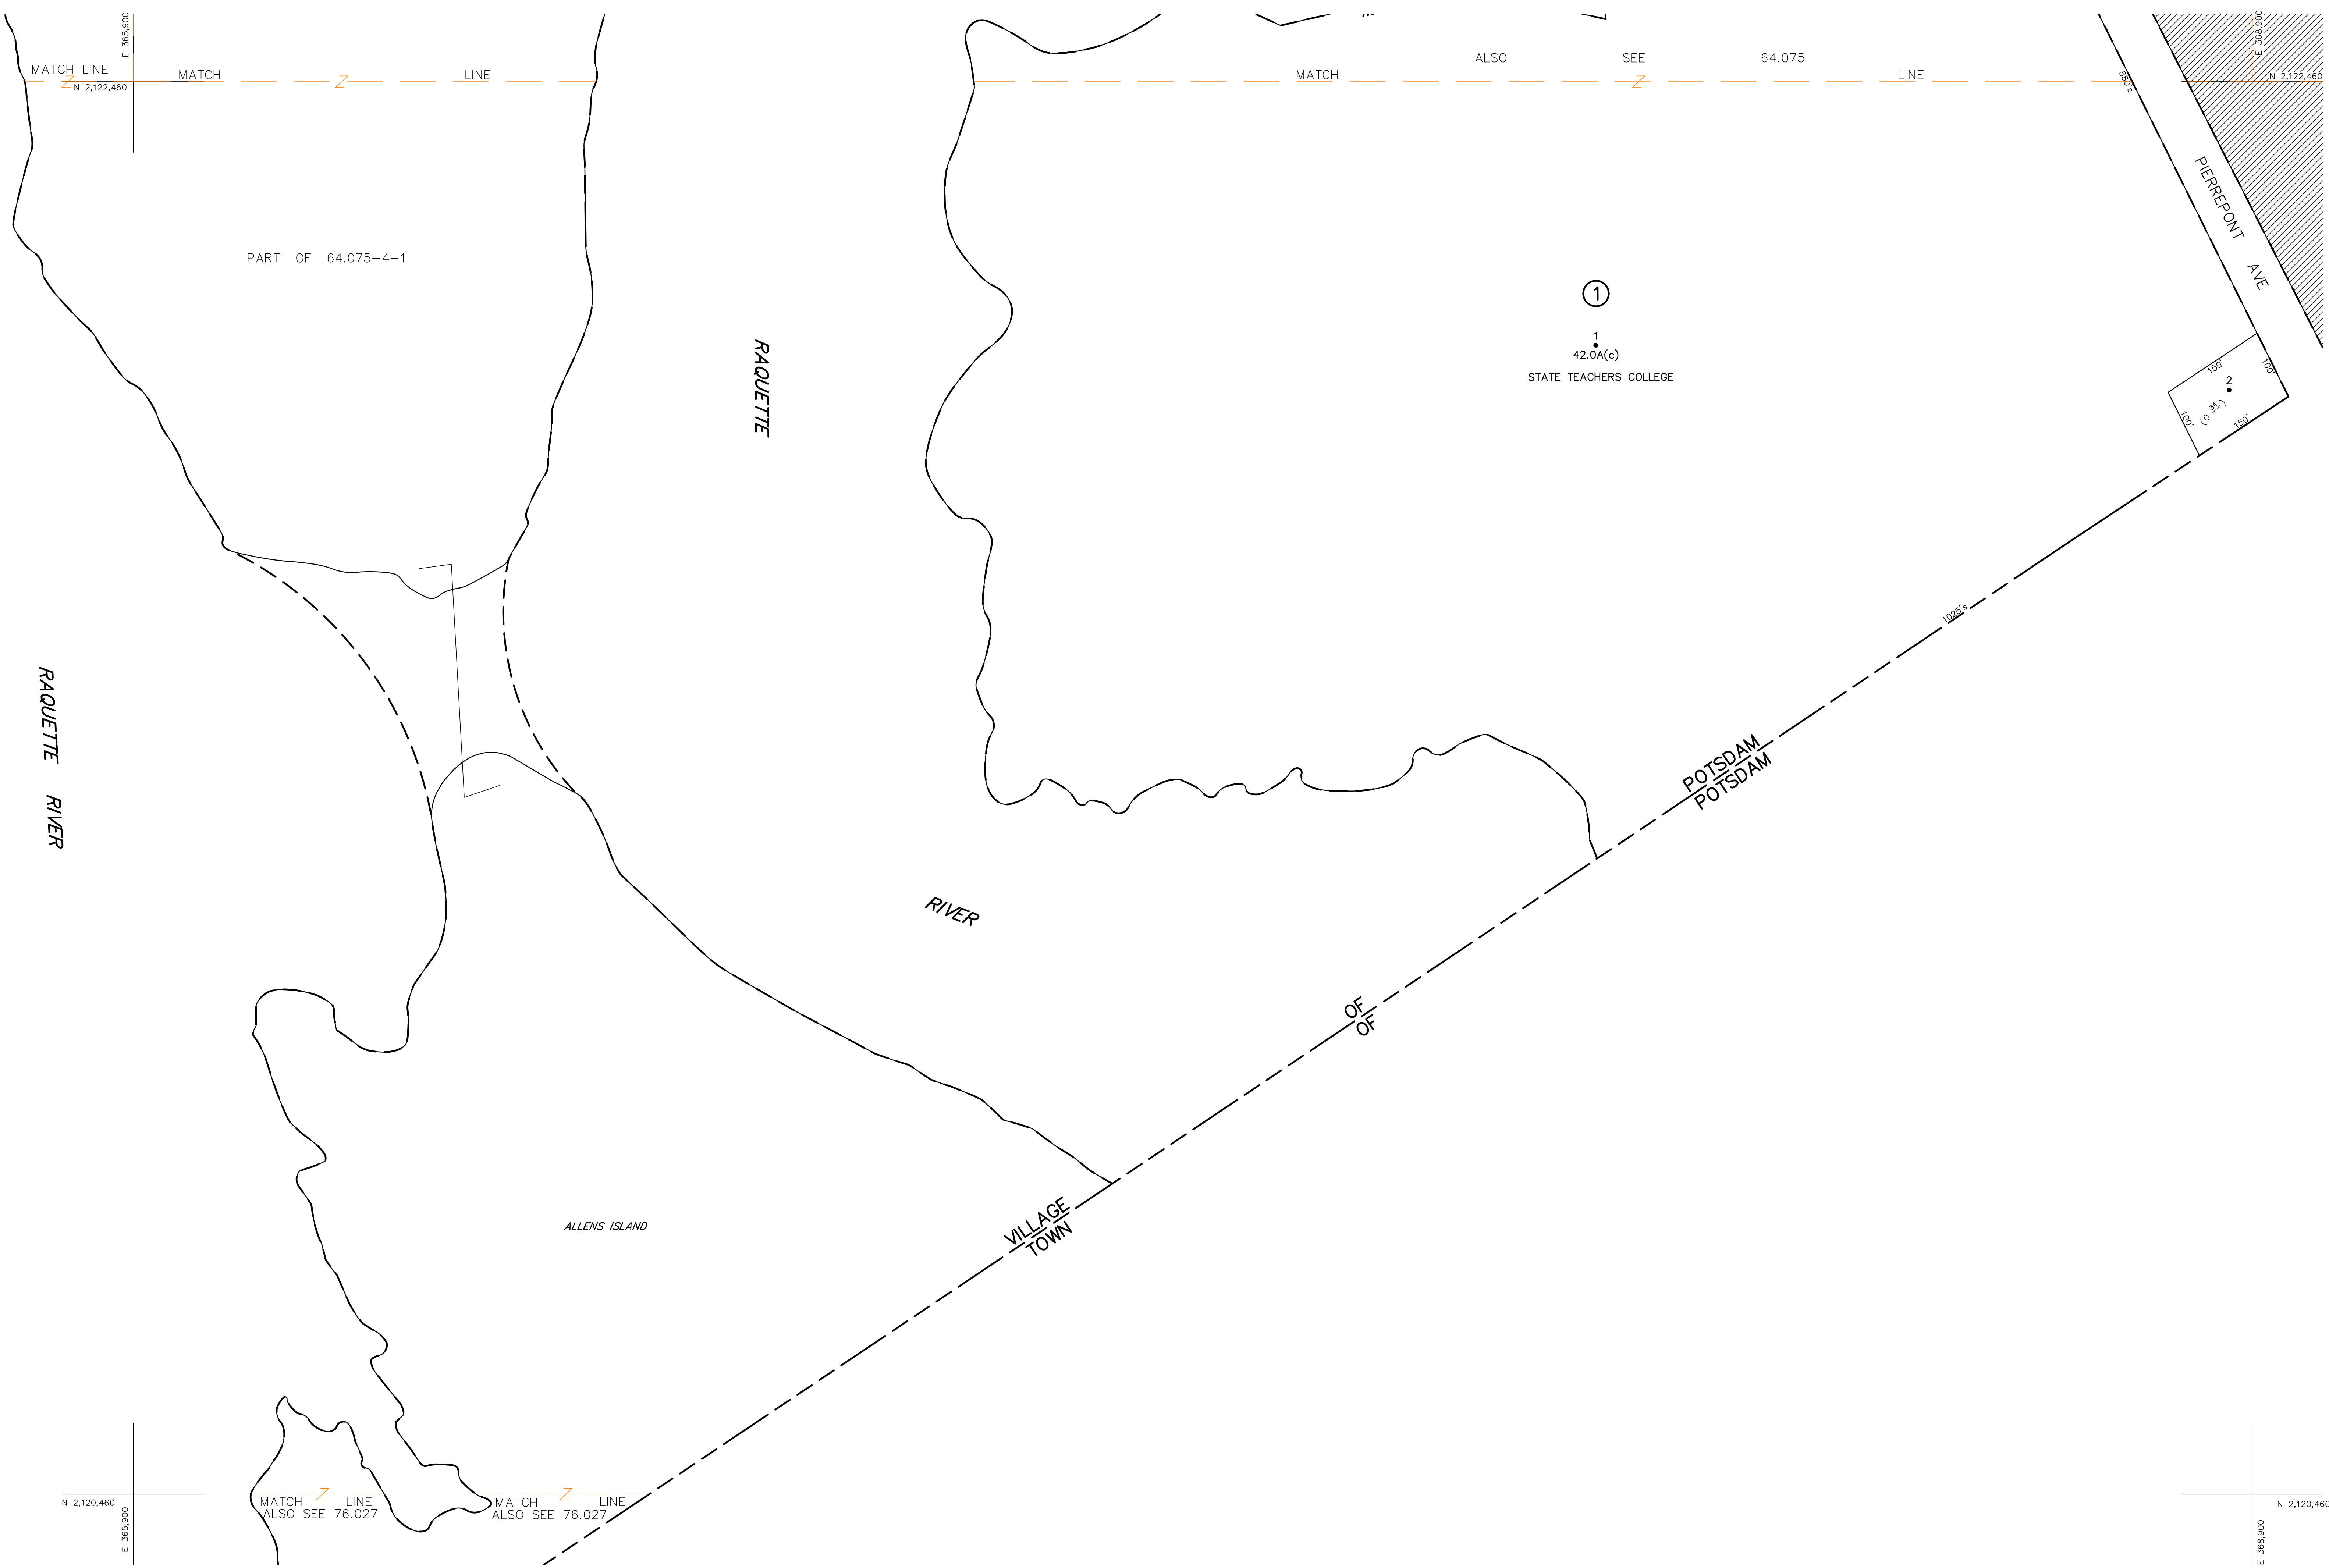 E 365,900
E 368,900
MATCH LINE
MATCH
LINE
MATCH
ALSO SEE 64.075
LINE
N 2,122,460
N 2,122,460
880's
PIERREPONT AVE
PART OF 64.075-4-1
1
1
42.0A(c)
STATE TEACHERS COLLEGE
RAQUETTE
150'
100'
2
(0.34)
100'
150'
1025's
RAQUETTE RIVER
POTSDAM
POTSDAM
RIVER
OF
OF
VILLAGE
TOWN
ALLENS ISLAND
N 2,120,460
E 365,900
MATCH LINE
ALSO SEE 76.027
MATCH LINE
ALSO SEE 76.027
N 2,120,460
E 368,900